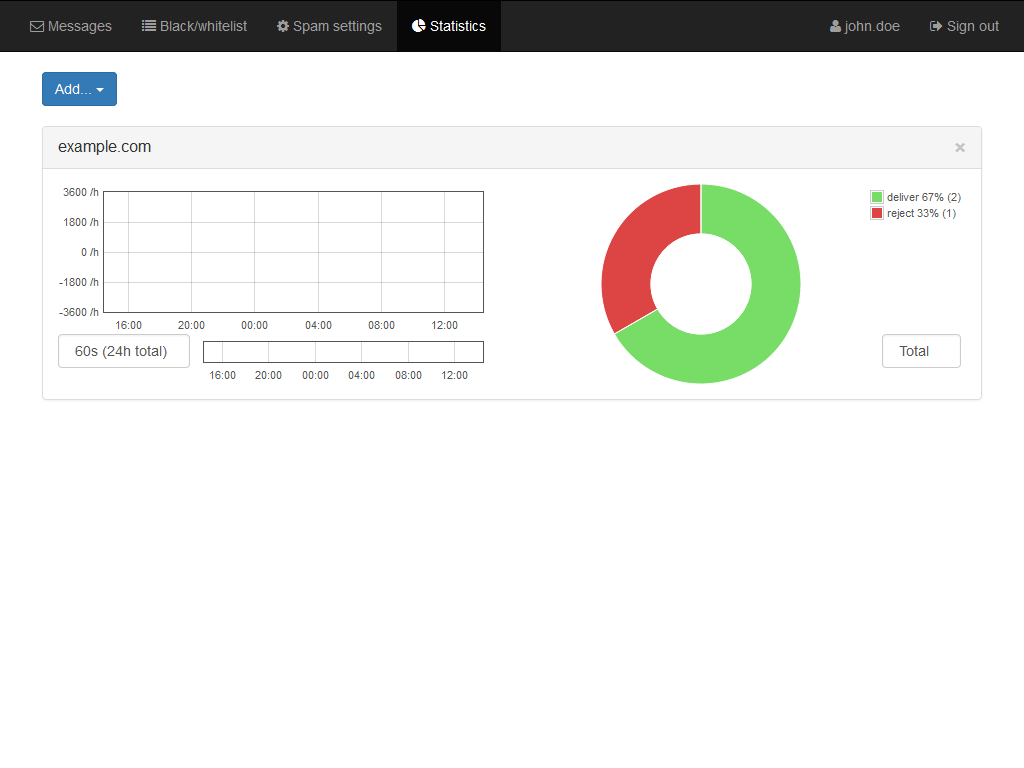 Messages Black/whitelist Spam settings Statistics john.doe Sign out
Add...
example.com ×
3600 /h
1800 /h
0 /h
-1800 /h
-3600 /h
16:00 20:00 00:00 04:00 08:00 12:00
60s (24h total)
16:00 20:00 00:00 04:00 08:00 12:00
deliver 67% (2)
reject 33% (1)
Total